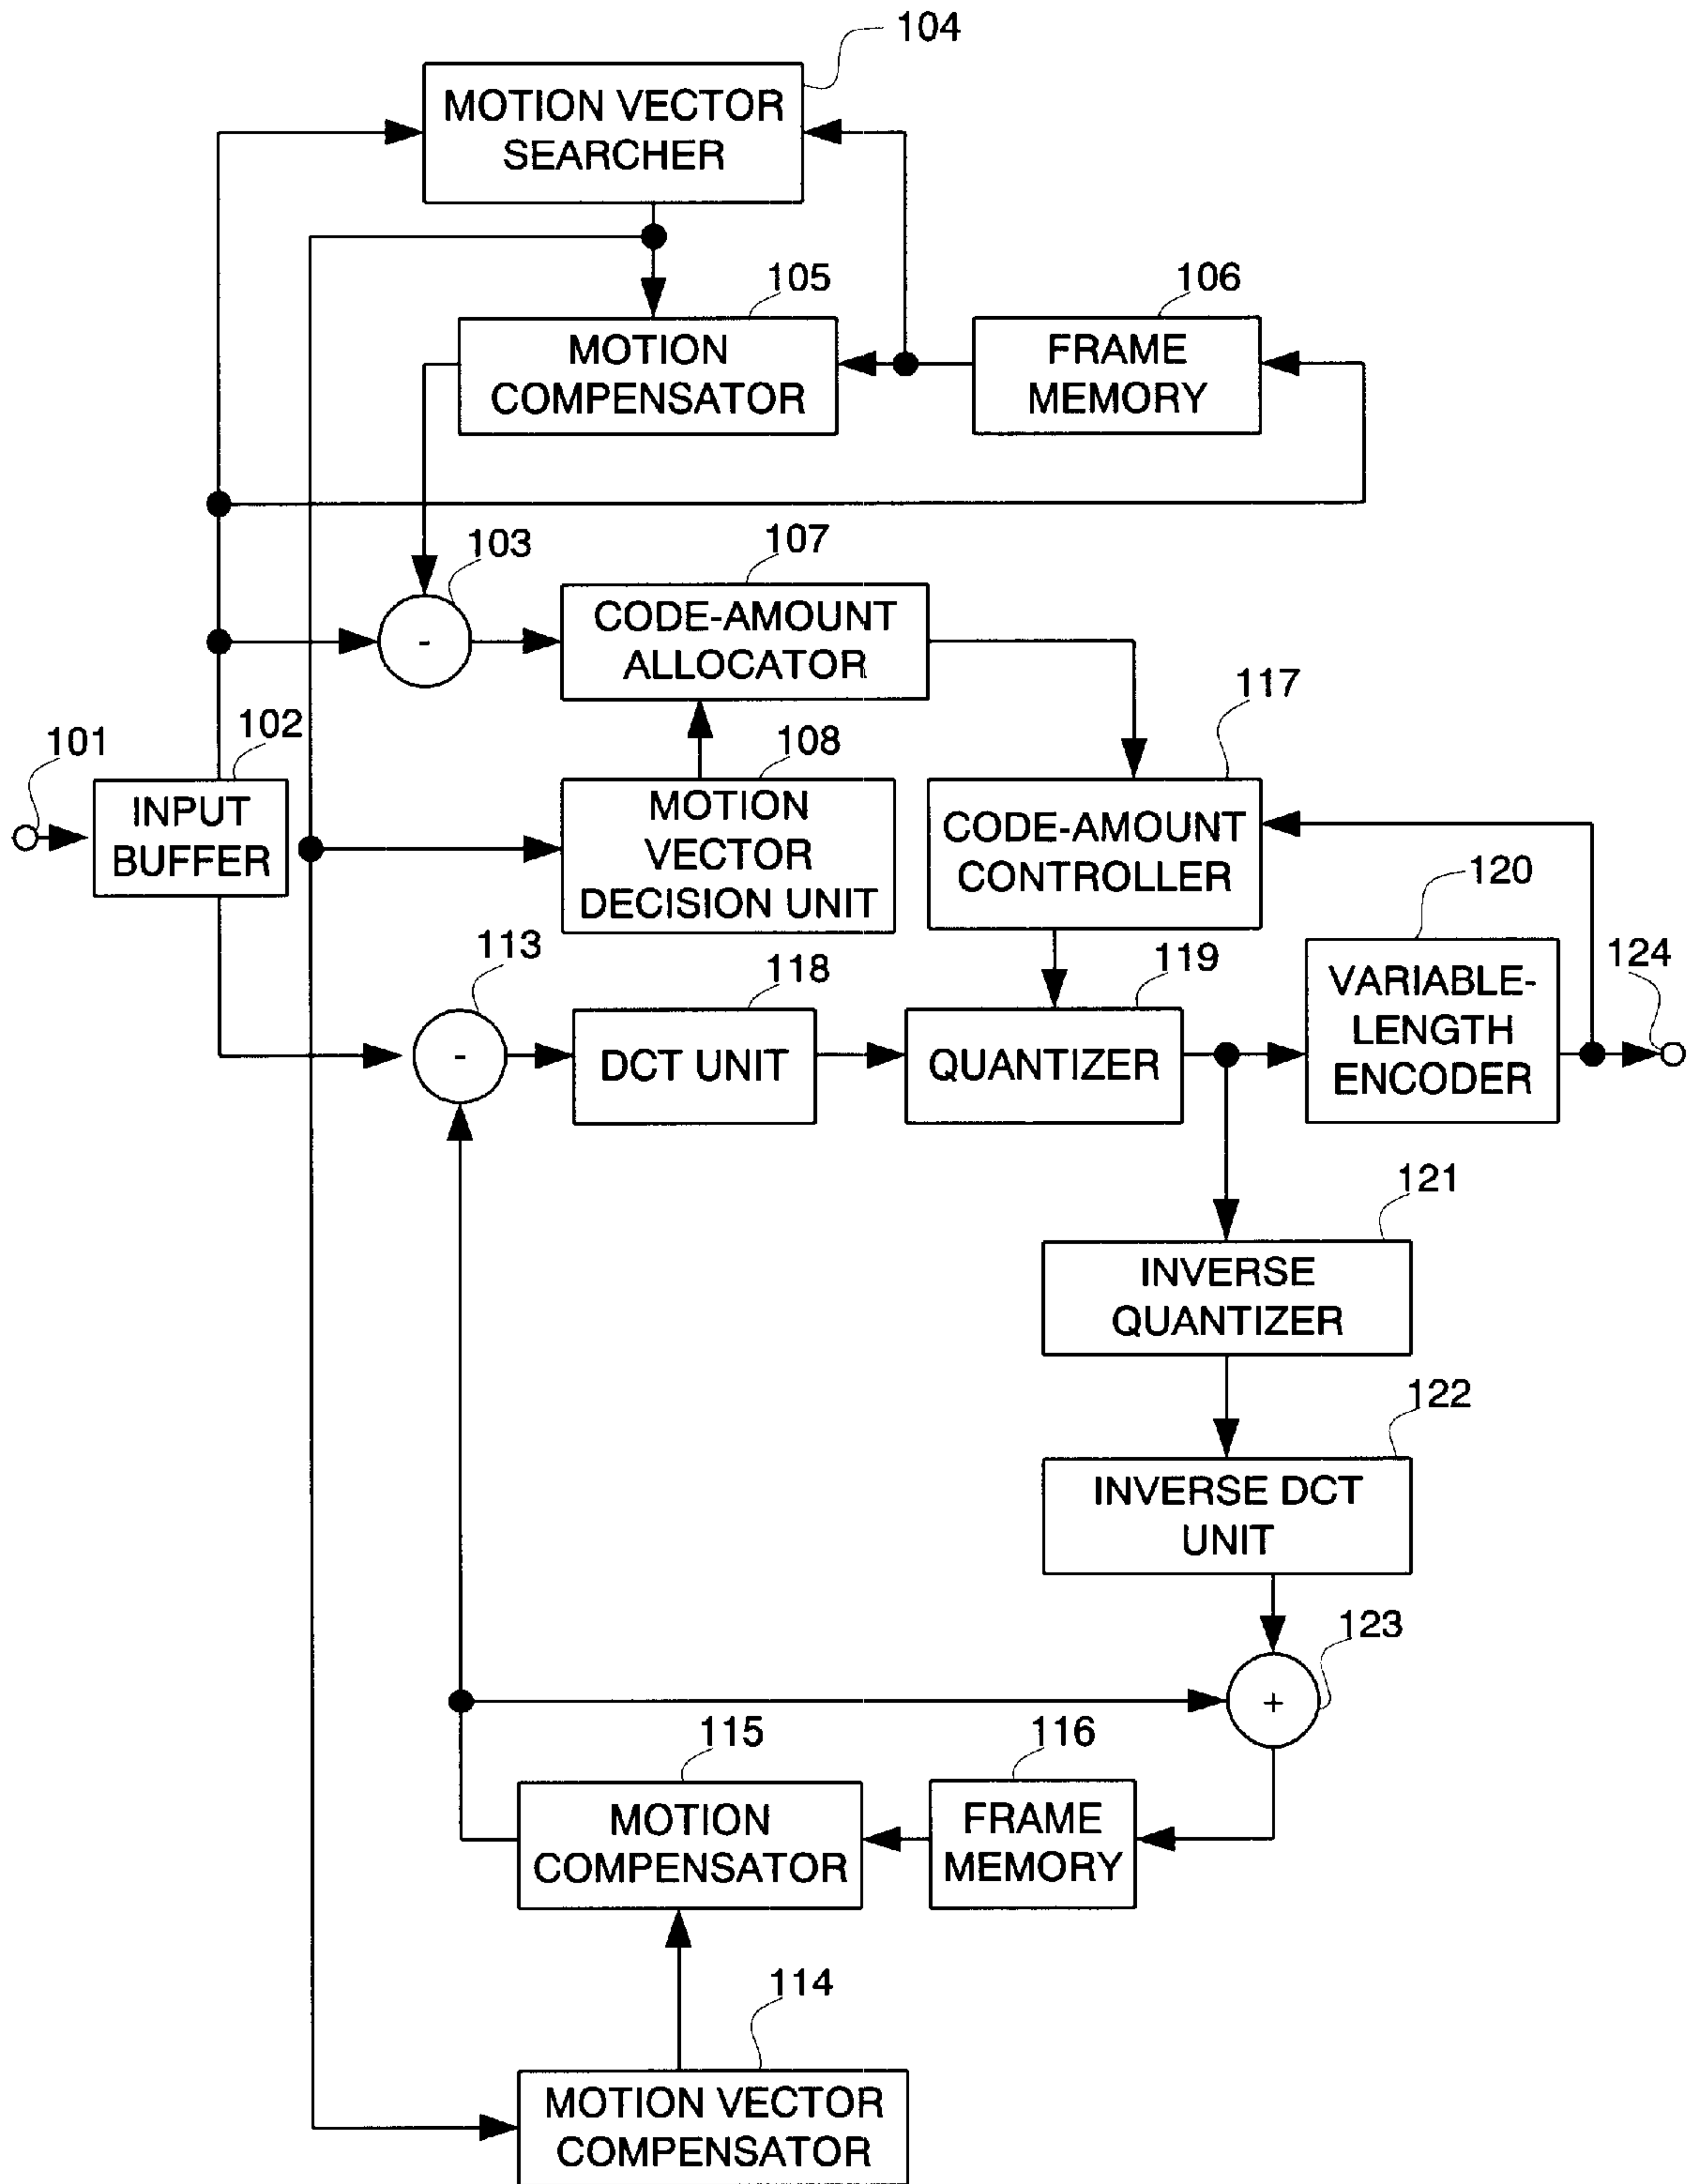 104
MOTION VECTOR
SEARCHER
105
106
MOTION
COMPENSATOR
FRAME
MEMORY
103
107
-
CODE-AMOUNT
ALLOCATOR
117
101
102
108
INPUT
BUFFER
MOTION
VECTOR
DECISION UNIT
CODE-AMOUNT
CONTROLLER
120
113
118
119
124
-
DCT UNIT
QUANTIZER
VARIABLE-
LENGTH
ENCODER
121
INVERSE
QUANTIZER
122
INVERSE DCT
UNIT
123
+
115
116
MOTION
COMPENSATOR
FRAME
MEMORY
114
MOTION VECTOR
COMPENSATOR